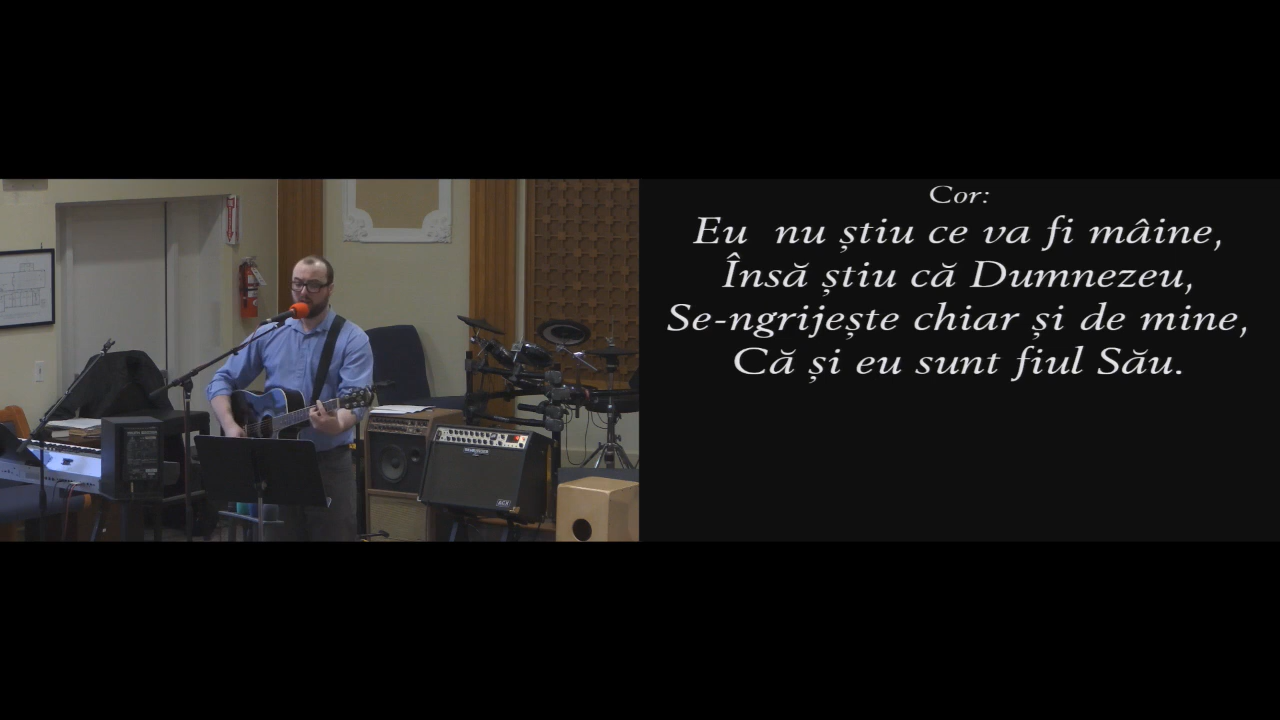 Cor:
Eu nu știu ce va fi mâine,
Însă știu că Dumnezeu,
Se-ngrijește chiar și de mine,
Că și eu sunt fiul Său.